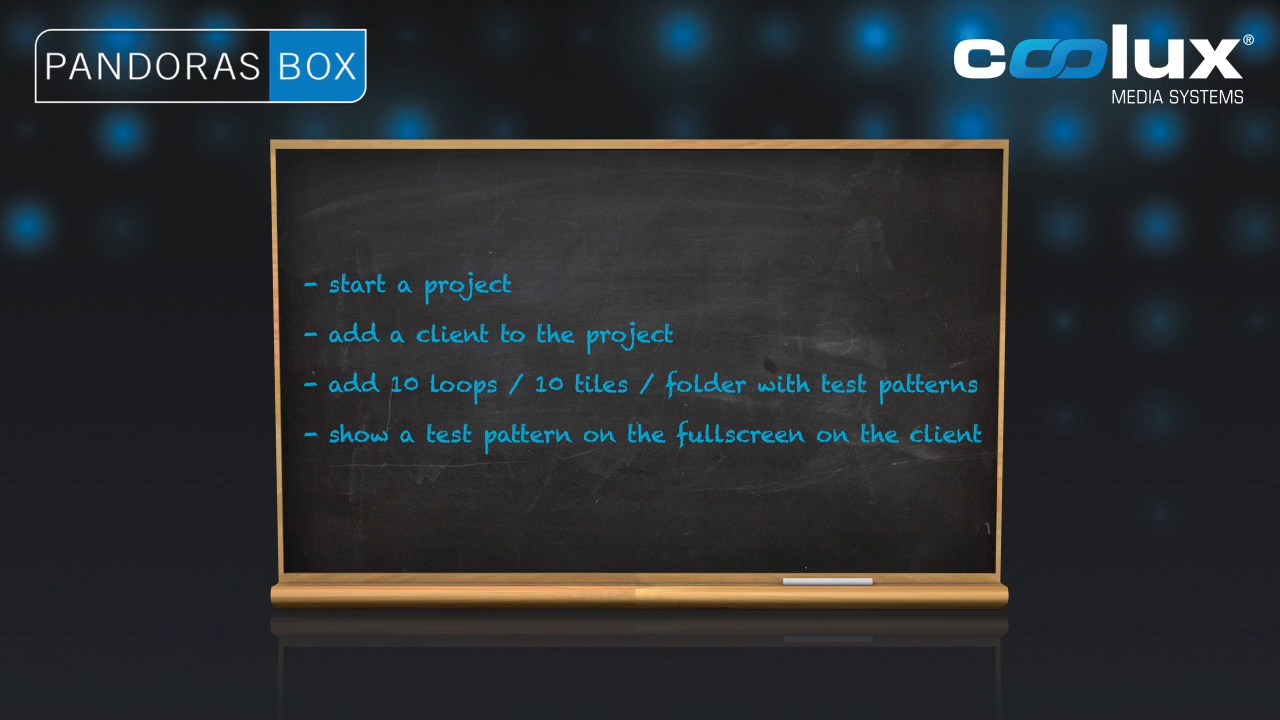 PANDORAS BOX
coolux®
MEDIA SYSTEMS
- start a project
- add a client to the project
- add 10 loops / 10 tiles / folder with test patterns
- show a test pattern on the fullscreen on the client